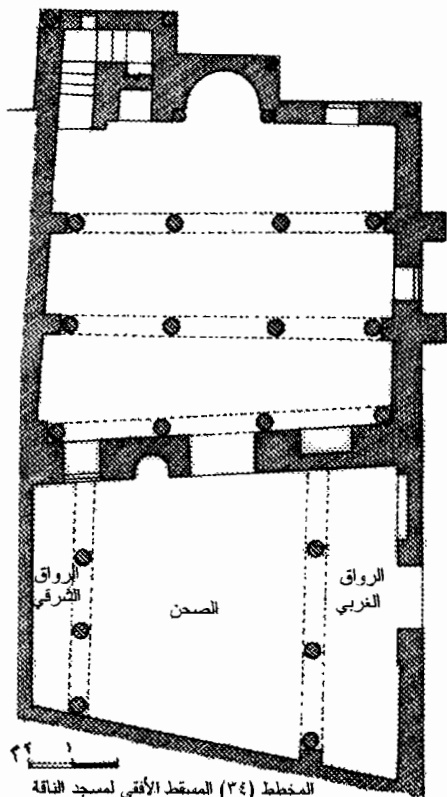 الرواق
الغربي
الصحن
الرواق
الشرقي
المخطط (٣٤) المسقط الأفقي لمسجد الناقة